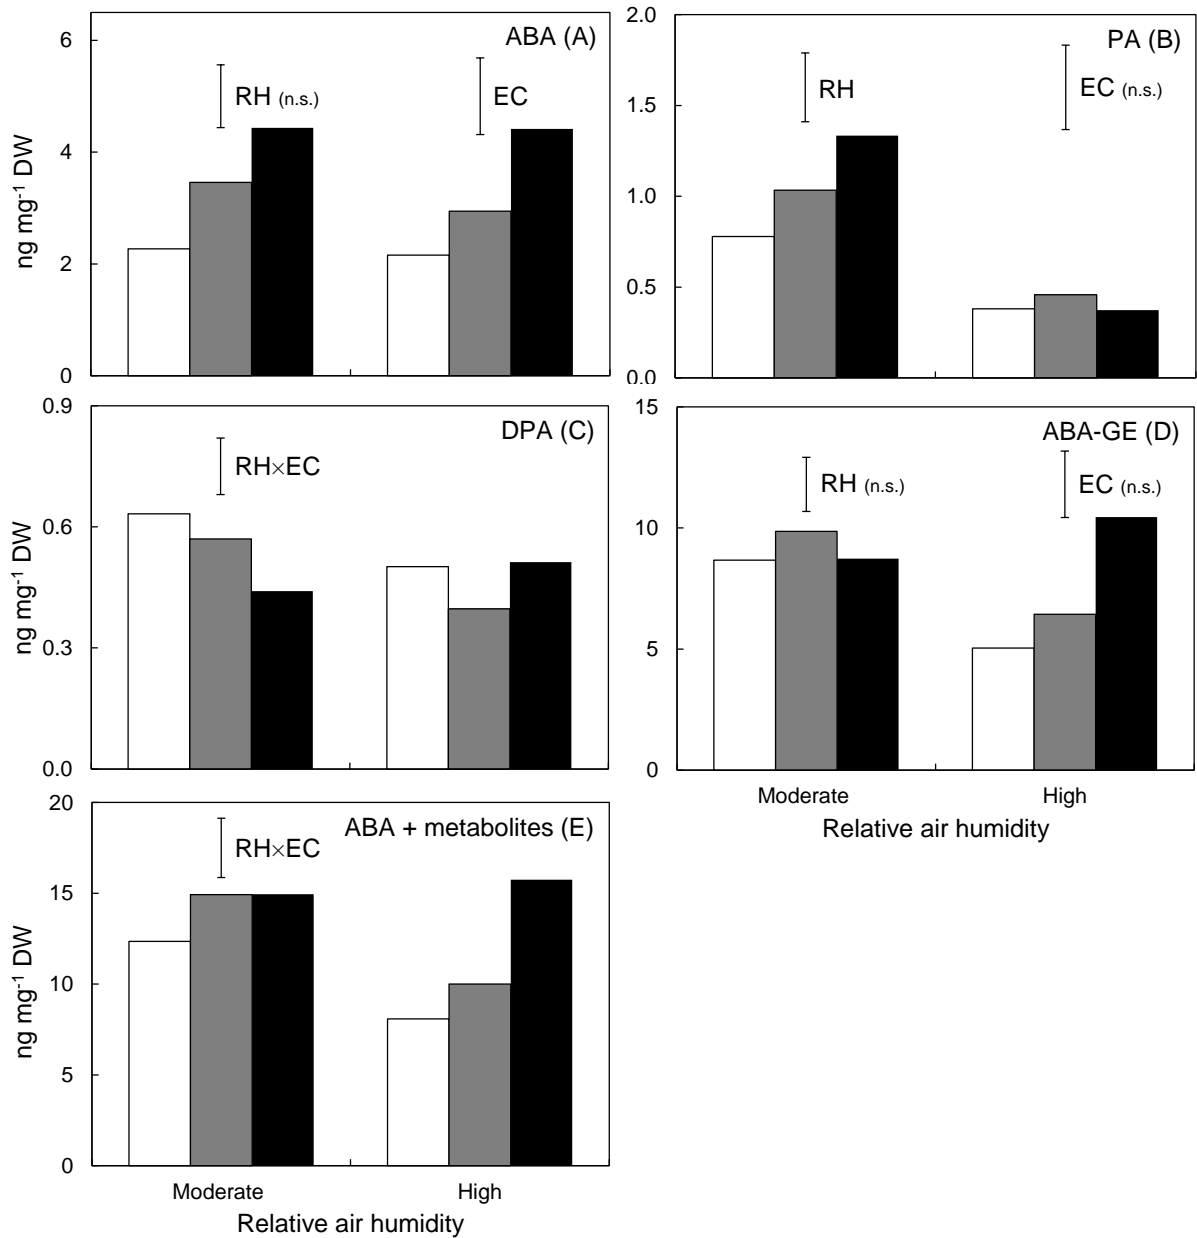 ABA (A)
6
4
2
0
ng mg⁻¹ DW
RH (n.s.)
EC
PA (B)
2.0
1.5
1.0
0.5
0.0
RH
EC (n.s.)
DPA (C)
0.9
0.6
0.3
0.0
ng mg⁻¹ DW
RH×EC
ABA-GE (D)
15
10
5
0
RH (n.s.)
EC (n.s.)
Moderate
High
Relative air humidity
ABA + metabolites (E)
20
15
10
5
0
ng mg⁻¹ DW
RH×EC
Moderate
High
Relative air humidity